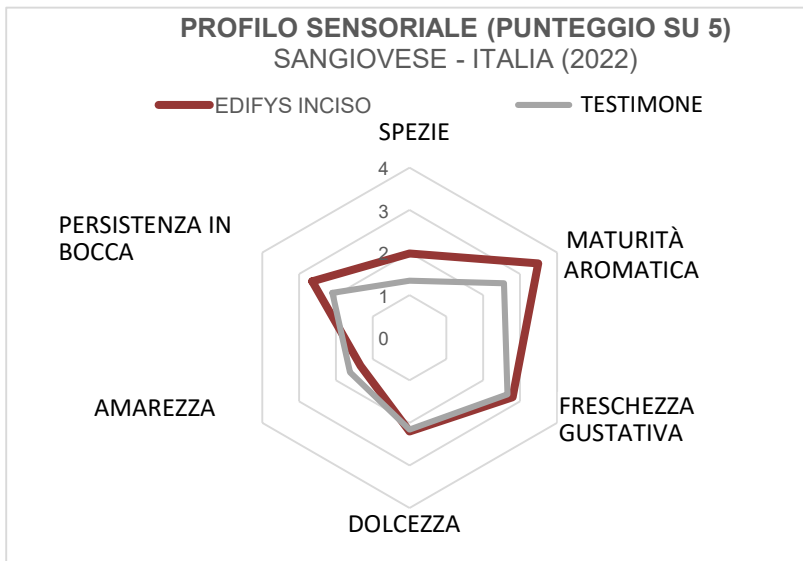 PROFILO SENSORIALE (PUNTEGGIO SU 5)
SANGIOVESE - ITALIA (2022)
EDIFYS INCISO
TESTIMONE
SPEZIE
4
3
2
1
0
PERSISTENZA IN
BOCCA
MATURITÀ
AROMATICA
AMAREZZA
FRESCHEZZA
GUSTATIVA
DOLCEZZA